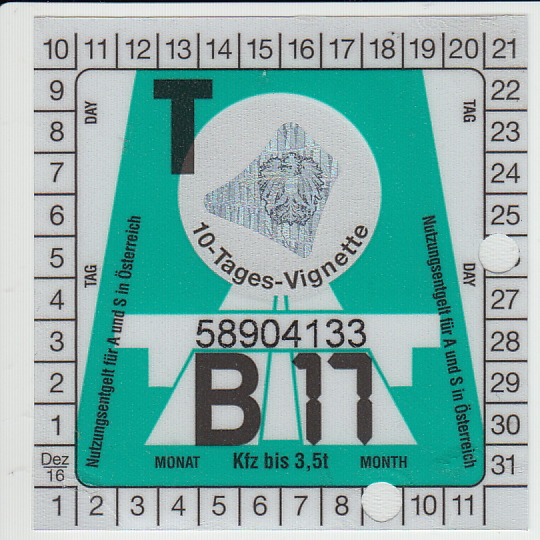 10 11 12 13 14 15 16 17 18 19 20 21
9 22
8 23
7 24
6 25
5
4 27
3 28
2 29
1 30
Dez 16 31
1 2 3 4 5 6 7 8 10 11
DAY
TAG
T
TAG
DAY
Nutzungsentgelt für A und S in Österreich
Nutzungsentgelt für A und S in Österreich
10-Tages-Vignette
58904133
B 17
MONAT Kfz bis 3,5t MONTH